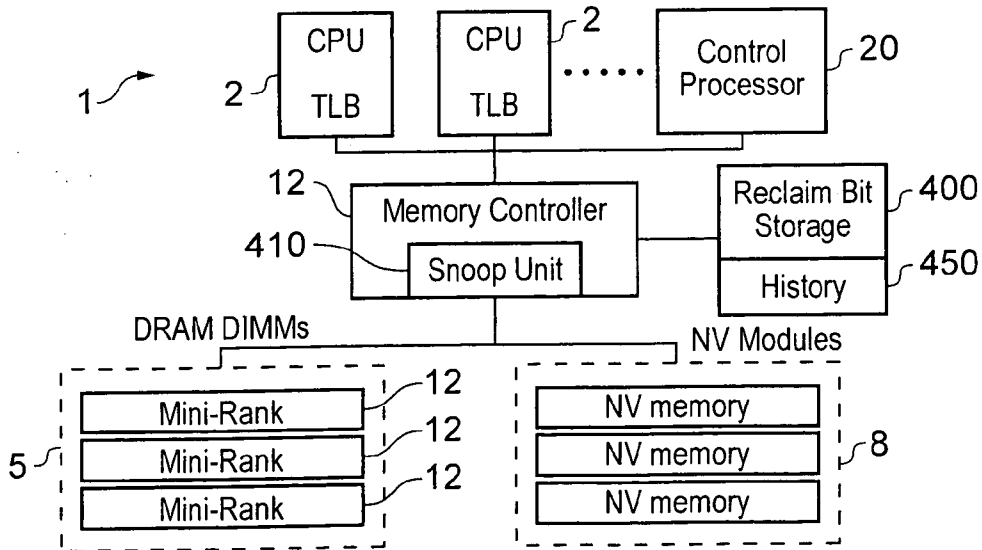 1
2
CPU
TLB
2
CPU
TLB
Control
Processor
20
12
Memory Controller
410
Snoop Unit
Reclaim Bit
Storage
400
History
450
DRAM DIMMs
NV Modules
5
Mini-Rank
12
Mini-Rank
12
Mini-Rank
12
NV memory
NV memory
NV memory
8